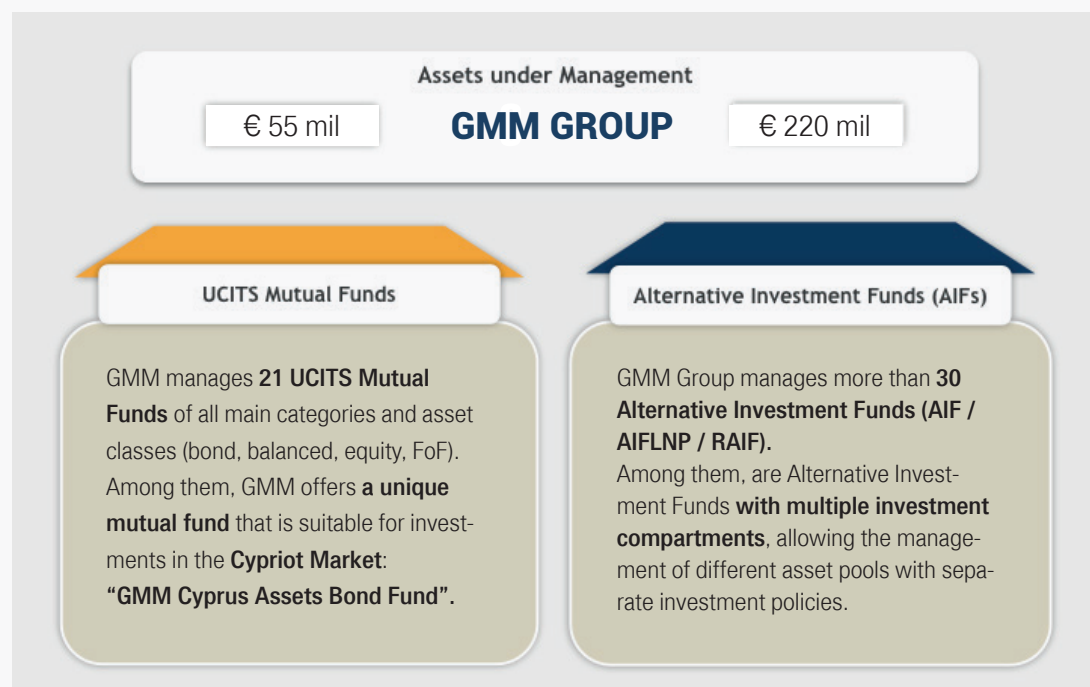 Assets under Management
€ 55 mil
GMM GROUP
€ 220 mil
UCITS Mutual Funds
GMM manages 21 UCITS Mutual
Funds of all main categories and asset
classes (bond, balanced, equity, FoF).
Among them, GMM offers a unique
mutual fund that is suitable for invest-
ments in the Cypriot Market:
“GMM Cyprus Assets Bond Fund”.
Alternative Investment Funds (AIFs)
GMM Group manages more than 30
Alternative Investment Funds (AIF /
AIFLNP / RAIF).
Among them, are Alternative Invest-
ment Funds with multiple investment
compartments, allowing the manage-
ment of different asset pools with sepa-
rate investment policies.